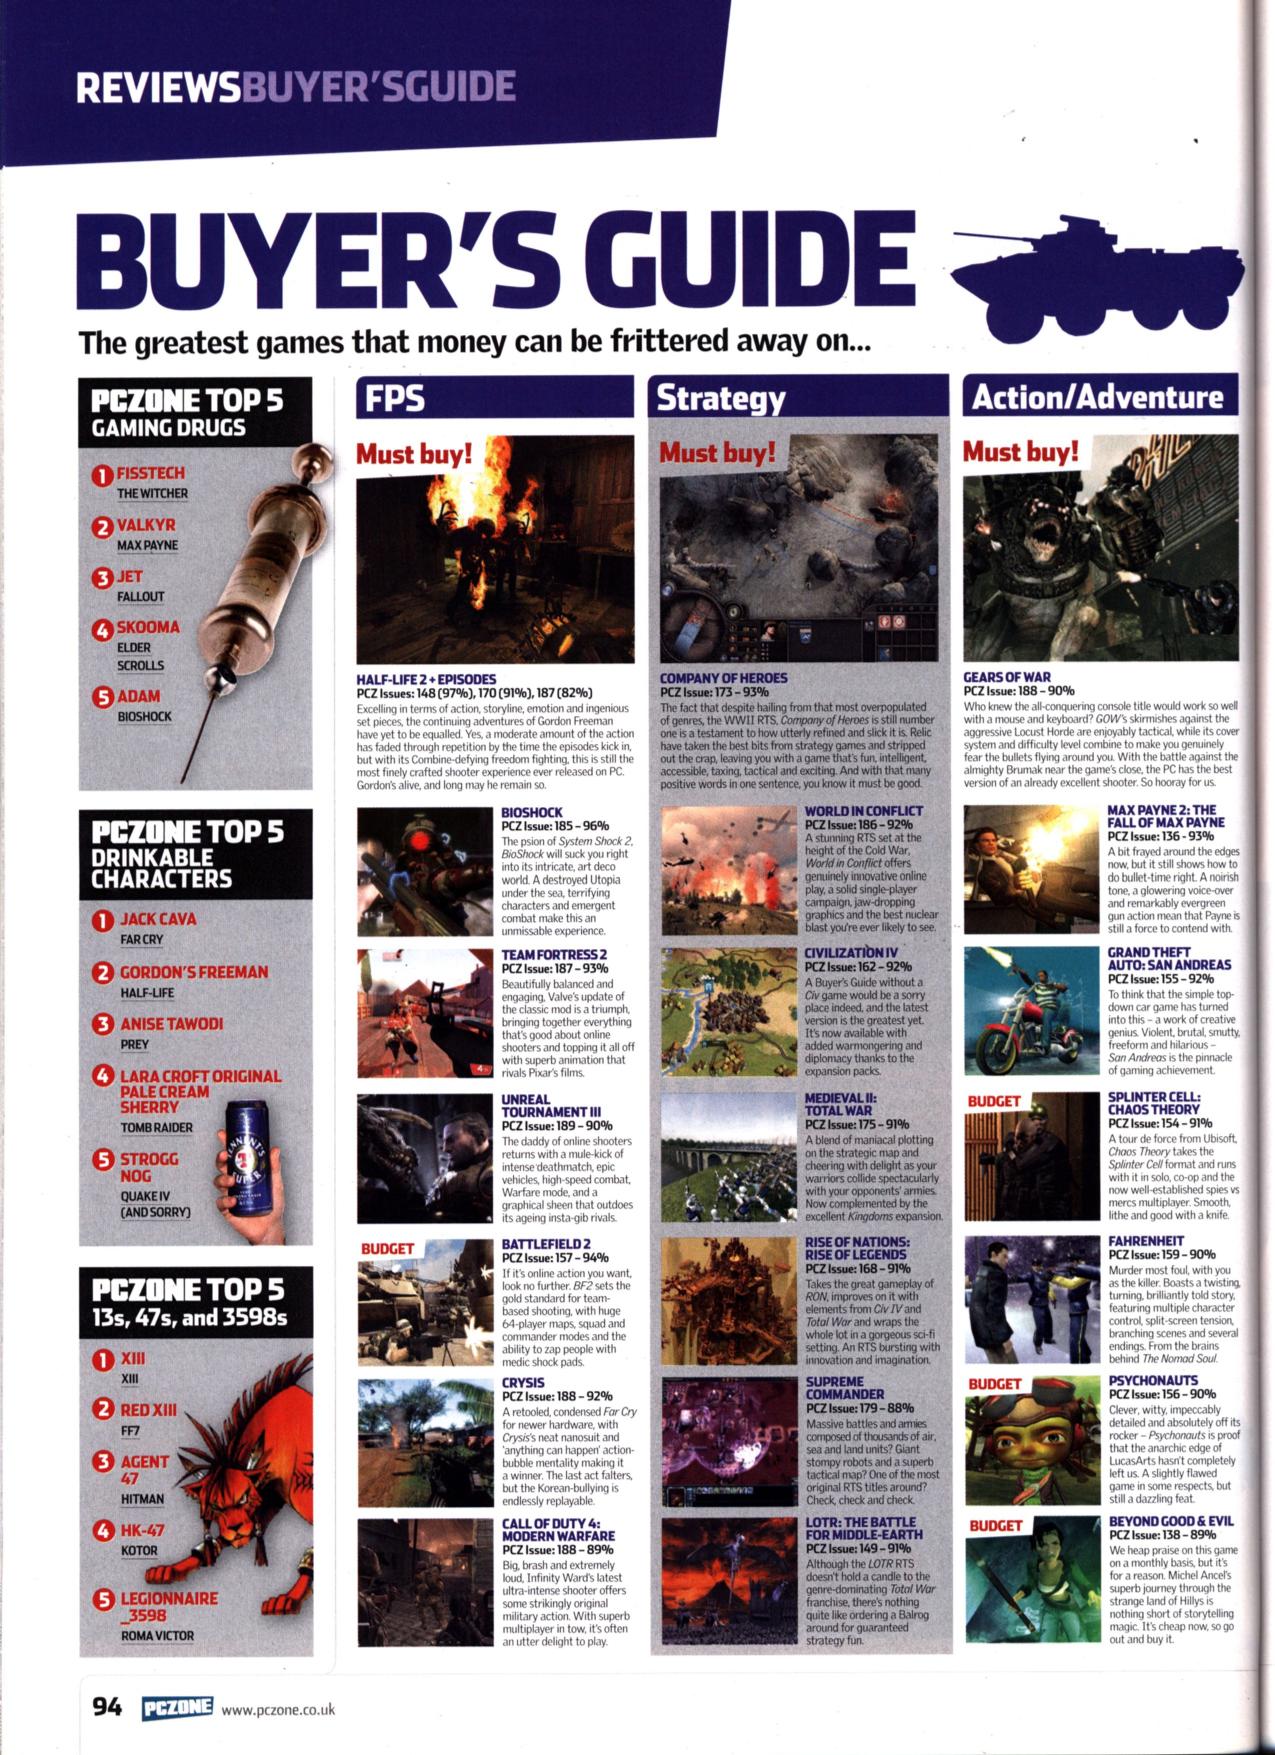 REVIEWSBUYER'SGUIDE
BUYER'S GUIDE
The greatest games that money can be frittered away on...
PCZONE TOP 5
GAMING DRUGS
1 FISSTECH
THE WITCHER
2 VALKYR
MAX PAYNE
3 JET
FALLOUT
4 SKOOMA
ELDER
SCROLLS
5 ADAM
BIOSHOCK
PCZONE TOP 5
DRINKABLE
CHARACTERS
1 JACK CAVA
FAR CRY
2 GORDON'S FREEMAN
HALF-LIFE
3 ANISE TAWODI
PREY
4 LARA CROFT ORIGINAL
PALE CREAM
SHERRY
TOMB RAIDER
5 STROGG
NOG
QUAKE IV
(AND SORRY)
TENNENT'S
SUPER
PCZONE TOP 5
13s, 47s, and 3598s
1 XIII
XIII
2 RED XIII
FF7
3 AGENT
47
HITMAN
4 HK-47
KOTOR
5 LEGIONNAIRE
_3598
ROMA VICTOR
FPS
Must buy!
HALF-LIFE 2 + EPISODES
PCZ Issues: 148 (97%), 170 (91%), 187 (82%)
Excelling in terms of action, storyline, emotion and ingenious
set pieces, the continuing adventures of Gordon Freeman
have yet to be equalled. Yes, a moderate amount of the action
has faded through repetition by the time the episodes kick in,
but with its Combine-defying freedom fighting, this is still the
most finely crafted shooter experience ever released on PC.
Gordon's alive, and long may he remain so.
BIOSHOCK
PCZ Issue: 185 – 96%
The psion of System Shock 2,
BioShock will suck you right
into its intricate, art deco
world. A destroyed Utopia
under the sea, terrifying
characters and emergent
combat make this an
unmissable experience.
TEAM FORTRESS 2
PCZ Issue: 187 – 93%
Beautifully balanced and
engaging, Valve's update of
the classic mod is a triumph,
bringing together everything
that's good about online
shooters and topping it all off
with superb animation that
rivals Pixar's films.
UNREAL
TOURNAMENT III
PCZ Issue: 189 – 90%
The daddy of online shooters
returns with a mule-kick of
intense deathmatch, epic
vehicles, high-speed combat,
Warfare mode, and a
graphical sheen that outdoes
its ageing insta-gib rivals.
BUDGET
BATTLEFIELD 2
PCZ Issue: 157 – 94%
If it's online action you want,
look no further. BF2 sets the
gold standard for team-
based shooting, with huge
64-player maps, squad and
commander modes and the
ability to zap people with
medic shock pads.
CRYSIS
PCZ Issue: 188 – 92%
A retooled, condensed Far Cry
for newer hardware, with
Crysis's neat nanosuit and
'anything can happen' action-
bubble mentality making it
a winner. The last act falters,
but the Korean-bullying is
endlessly replayable.
CALL OF DUTY 4:
MODERN WARFARE
PCZ Issue: 188 – 89%
Big, brash and extremely
loud, Infinity Ward's latest
ultra-intense shooter offers
some strikingly original
military action. With superb
multiplayer in tow, it's often
an utter delight to play.
Strategy
Must buy!
COMPANY OF HEROES
PCZ Issue: 173 – 93%
The fact that despite hailing from that most overpopulated
of genres, the WWII RTS, Company of Heroes is still number
one is a testament to how utterly refined and slick it is. Relic
have taken the best bits from strategy games and stripped
out the crap, leaving you with a game that's fun, intelligent,
accessible, taxing, tactical and exciting. And with that many
positive words in one sentence, you know it must be good.
WORLD IN CONFLICT
PCZ Issue: 186 – 92%
A stunning RTS set at the
height of the Cold War,
World in Conflict offers
genuinely innovative online
play, a solid single-player
campaign, jaw-dropping
graphics and the best nuclear
blast you're ever likely to see.
CIVILIZATION IV
PCZ Issue: 162 – 92%
A Buyer's Guide without a
Civ game would be a sorry
place indeed, and the latest
version is the greatest yet.
It's now available with
added warmongering and
diplomacy thanks to the
expansion packs.
MEDIEVAL II:
TOTAL WAR
PCZ Issue: 175 – 91%
A blend of maniacal plotting
on the strategic map and
cheering with delight as your
warriors collide spectacularly
with your opponents' armies.
Now complemented by the
excellent Kingdoms expansion.
RISE OF NATIONS:
RISE OF LEGENDS
PCZ Issue: 168 – 91%
Takes the great gameplay of
RON, improves on it with
elements from Civ IV and
Total War and wraps the
whole lot in a gorgeous sci-fi
setting. An RTS bursting with
innovation and imagination.
SUPREME
COMMANDER
PCZ Issue: 179 – 88%
Massive battles and armies
composed of thousands of air,
sea and land units? Giant
stompy robots and a superb
tactical map? One of the most
original RTS titles around?
Check, check and check.
LOTR: THE BATTLE
FOR MIDDLE-EARTH
PCZ Issue: 149 – 91%
Although the LOTR RTS
doesn't hold a candle to the
genre-dominating Total War
franchise, there's nothing
quite like ordering a Balrog
around for guaranteed
strategy fun.
Action/Adventure
Must buy!
GEARS OF WAR
PCZ Issue: 188 – 90%
Who knew the all-conquering console title would work so well
with a mouse and keyboard? GOW's skirmishes against the
aggressive Locust Horde are enjoyably tactical, while its cover
system and difficulty level combine to make you genuinely
fear the bullets flying around you. With the battle against the
almighty Brumak near the game's close, the PC has the best
version of an already excellent shooter. So hooray for us.
MAX PAYNE 2: THE
FALL OF MAX PAYNE
PCZ Issue: 136 - 93%
A bit frayed around the edges
now, but it still shows how to
do bullet-time right. A noirish
tone, a glowering voice-over
and remarkably evergreen
gun action mean that Payne is
still a force to contend with.
GRAND THEFT
AUTO: SAN ANDREAS
PCZ Issue: 155 – 92%
To think that the simple top-
down car game has turned
into this – a work of creative
genius. Violent, brutal, smutty,
freeform and hilarious –
San Andreas is the pinnacle
of gaming achievement.
BUDGET
SPLINTER CELL:
CHAOS THEORY
PCZ Issue: 154 – 91%
A tour de force from Ubisoft,
Chaos Theory takes the
Splinter Cell format and runs
with it in solo, co-op and the
now well-established spies vs
mercs multiplayer. Smooth,
lithe and good with a knife.
FAHRENHEIT
PCZ Issue: 159 – 90%
Murder most foul, with you
as the killer. Boasts a twisting,
turning, brilliantly told story,
featuring multiple character
control, split-screen tension,
branching scenes and several
endings. From the brains
behind The Nomad Soul.
BUDGET
PSYCHONAUTS
PCZ Issue: 156 – 90%
Clever, witty, impeccably
detailed and absolutely off its
rocker – Psychonauts is proof
that the anarchic edge of
LucasArts hasn't completely
left us. A slightly flawed
game in some respects, but
still a dazzling feat.
BUDGET
BEYOND GOOD & EVIL
PCZ Issue: 138 – 89%
We heap praise on this game
on a monthly basis, but it's
for a reason. Michel Ancel's
superb journey through the
strange land of Hillys is
nothing short of storytelling
magic. It's cheap now, so go
out and buy it.
94 PCZONE www.pczone.co.uk